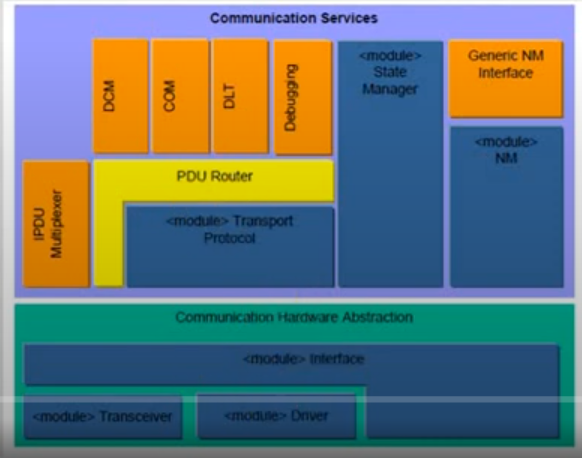 Communication Services
DCM
COM
DLT
Debugging
<module>
State
Manager
Generic NM
Interface
<module>
NM
IPDU
Multiplexer
PDU Router
<module> Transport
Protocol
Communication Hardware Abstraction
<module> Interface
<module> Transceiver
<module> Driver